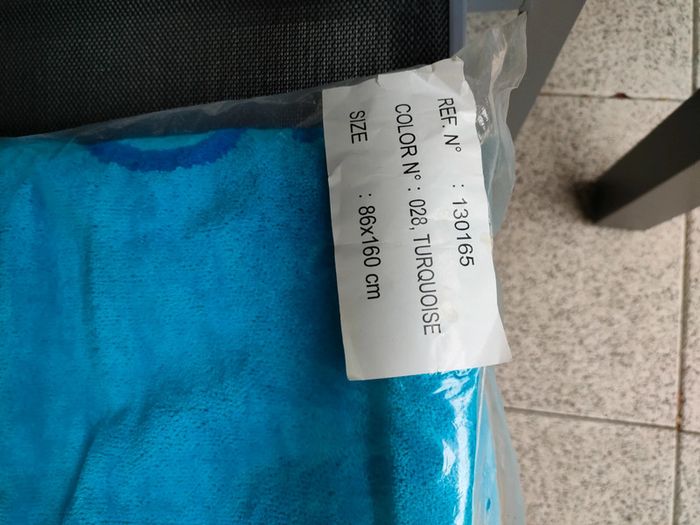 REF. N° : 130165
COLOR N° : 028, TURQUOISE
SIZE : 86x160 cm